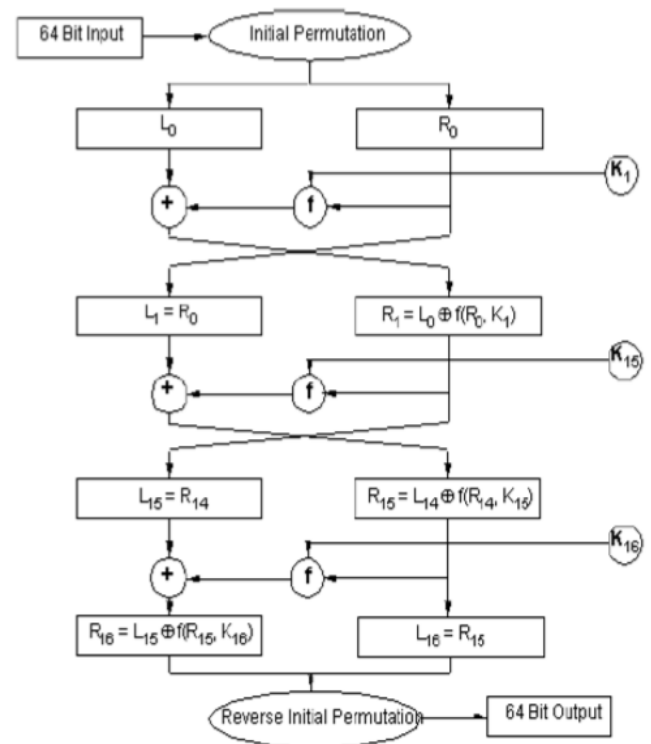 64 Bit Input
Initial Permutation
L₀
R₀
K₁
+
f
L₁ = R₀
R₁ = L₀ ⊕ f(R₀, K₁)
K₁₅
+
f
L₁₅ = R₁₄
R₁₅ = L₁₄ ⊕ f(R₁₄, K₁₅)
K₁₆
+
f
R₁₆ = L₁₅ ⊕ f(R₁₅, K₁₆)
L₁₆ = R₁₅
Reverse Initial Permutation
64 Bit Output